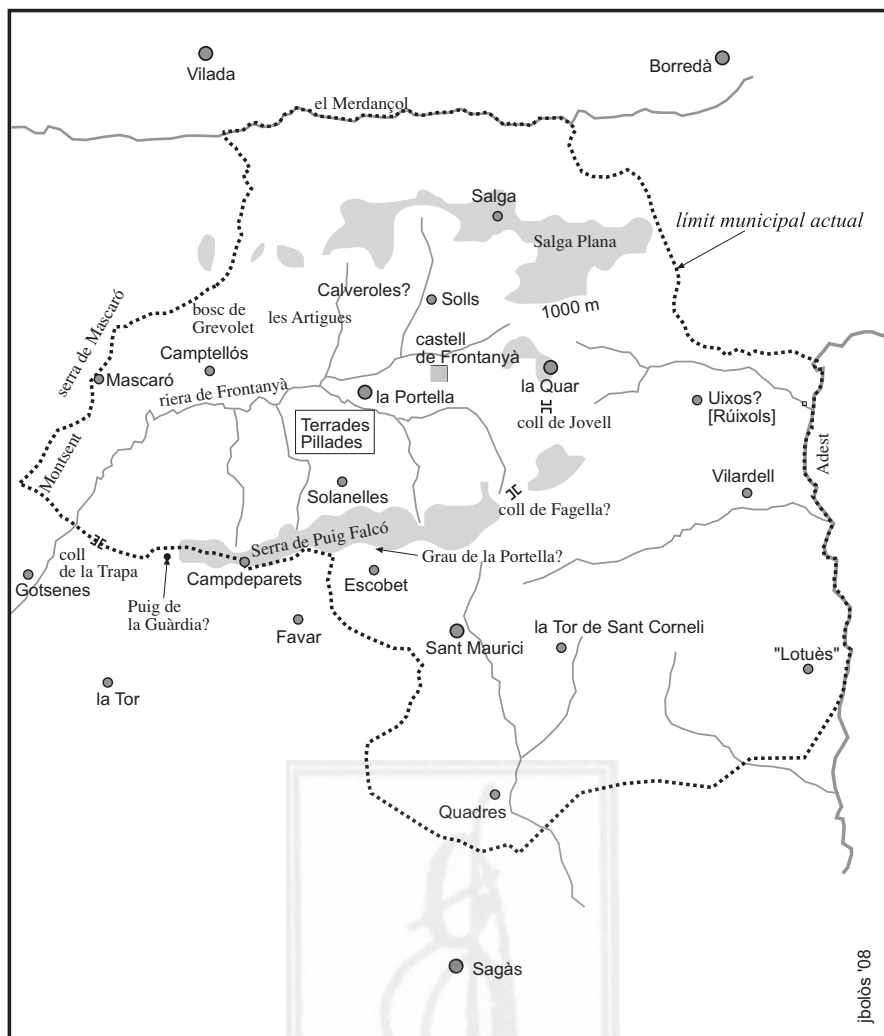 Vilada
Borredà
el Merdançol
Salga
límit municipal actual
Salga Plana
serra de Mascaró
Calveroles?
Solls
1000 m
bosc de
Grevolet
les Artigues
castell
de Frontanyà
Camptellós
Mascaró
riera de Frontanyà
la Portella
la Quar
coll de Jovell
Uixos?
[Rúixols]
Terrades
Pillades
Adest
Montsent
Vilardell
Solanelles
coll de Fagella?
Serra de Puig Falcó
Grau de la Portella?
coll
de la Trapa
Gotsenes
Campdeparets
Escobet
Puig de
la Guàrdia?
Favar
Sant Maurici
la Tor de Sant Corneli
"Lotuès"
la Tor
Quadres
Sagàs
jbolòs '08